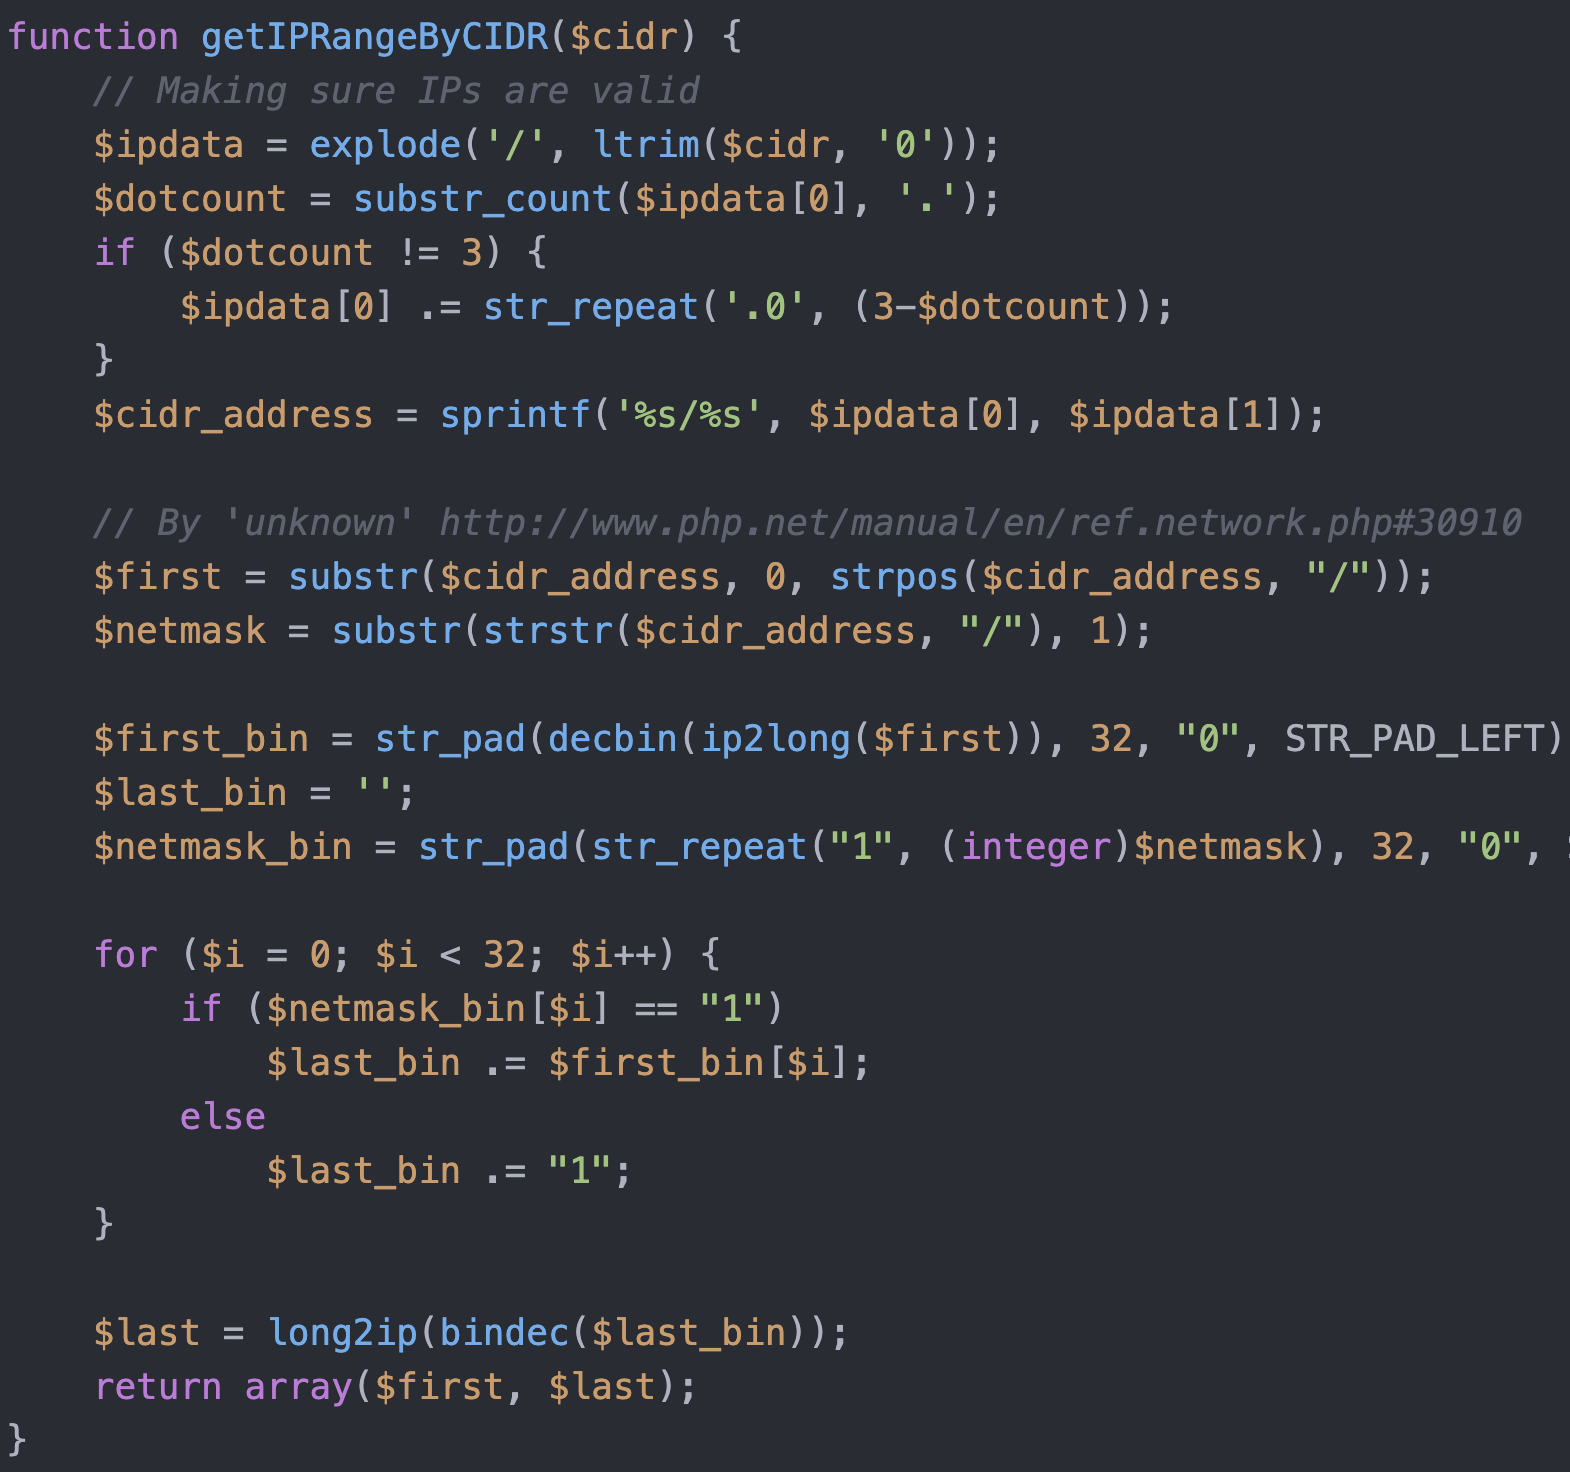 function getIPRangeByCIDR($cidr) {
    // Making sure IPs are valid
    $ipdata = explode('/', ltrim($cidr, '0'));
    $dotcount = substr_count($ipdata[0], '.');
    if ($dotcount != 3) {
        $ipdata[0] .= str_repeat('.0', (3-$dotcount));
    }
    $cidr_address = sprintf('%s/%s', $ipdata[0], $ipdata[1]);

    // By 'unknown' http://www.php.net/manual/en/ref.network.php#30910
    $first = substr($cidr_address, 0, strpos($cidr_address, "/"));
    $netmask = substr(strstr($cidr_address, "/"), 1);

    $first_bin = str_pad(decbin(ip2long($first)), 32, "0", STR_PAD_LEFT)
    $last_bin = '';
    $netmask_bin = str_pad(str_repeat("1", (integer)$netmask), 32, "0",

    for ($i = 0; $i < 32; $i++) {
        if ($netmask_bin[$i] == "1")
            $last_bin .= $first_bin[$i];
        else
            $last_bin .= "1";
    }

    $last = long2ip(bindec($last_bin));
    return array($first, $last);
}